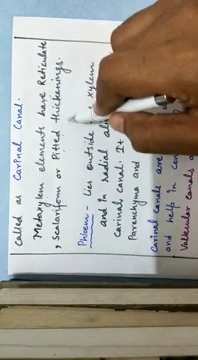 called as Carinal Canal.
Metaxylem elements have Reticulate
, Scalariform or Pitted thickenings.
Phloem - lies outside xylem
and in radial
Carinal Canal. It
Parenchyma and
Carinal Canals are
and help in
Vallecular Canals